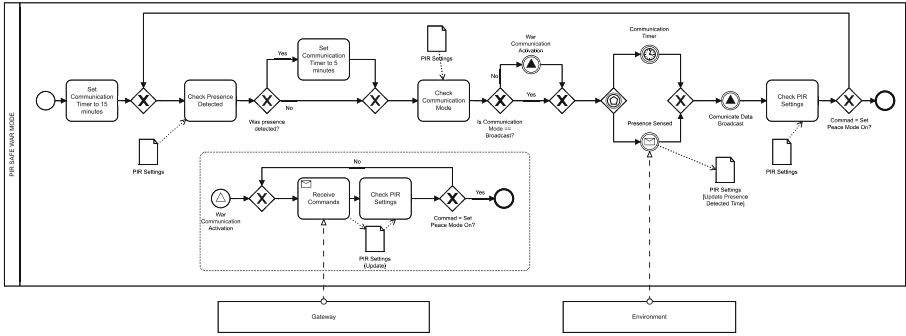 PIR SAFE WAR MODE
Set
Communication
Timer to 15
minutes
Check Presence
Detected
PIR Settings
Was presence
detected?
Yes
No
Set
Communication
Timer to 5
minutes
PIR Settings
Check
Communication
Mode
Is Communication
Mode ==
Broadcast?
No
Yes
War
Communication
Activation
Communication
Timer
Presence Sensed
PIR Settings
[Update Presence
Detected Time]
Comunicate Data
Broadcast
Check PIR
Settings
PIR Settings
Commad = Set
Peace Mode On?
War
Communication
Activation
No
Receive
Commands
Check PIR
Settings
PIR Settings
(Update)
Commad = Set
Peace Mode On?
Yes
Gateway
Environment